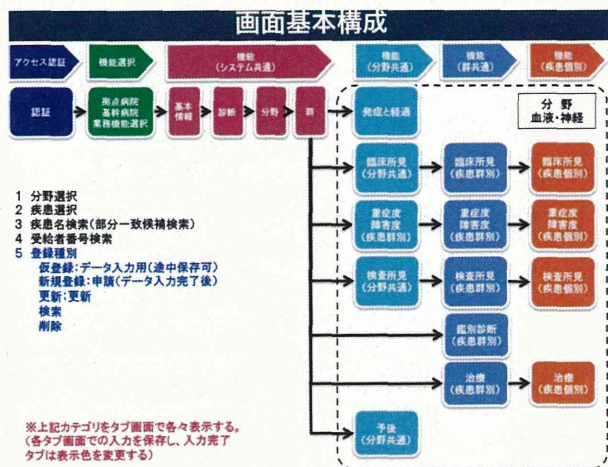 画面基本構成
アクセス認証
機能選択
機能
(システム共通)
機能
(分野共通)
機能
(群共通)
機能
(疾患個別)
認証
拠点病院
基幹病院
業務機能選択
基本
情報
診断
分野
群
発症と経過
分 野
血液・神経
臨床所見
(分野共通)
臨床所見
(疾患群別)
臨床所見
(疾患個別)
重症度
障害度
(疾患群別)
重症度
障害度
(疾患群別)
重症度
障害度
(疾患個別)
検査所見
(分野共通)
検査所見
(疾患群別)
検査所見
(疾患個別)
鑑別診断
(疾患群別)
治療
(疾患群別)
治療
(疾患個別)
予後
(分野共通)
1 分野選択
2 疾患選択
3 疾患名検索(部分一致候補検索)
4 受給者番号検索
5 登録種別
仮登録:データ入力用(途中保存可)
新規登録:申請(データ入力完了後)
更新:更新
検索
削除
※上記カテゴリをタブ画面で各々表示する。
(各タブ画面での入力を保存し、入力完了
タブは表示色を変更する)